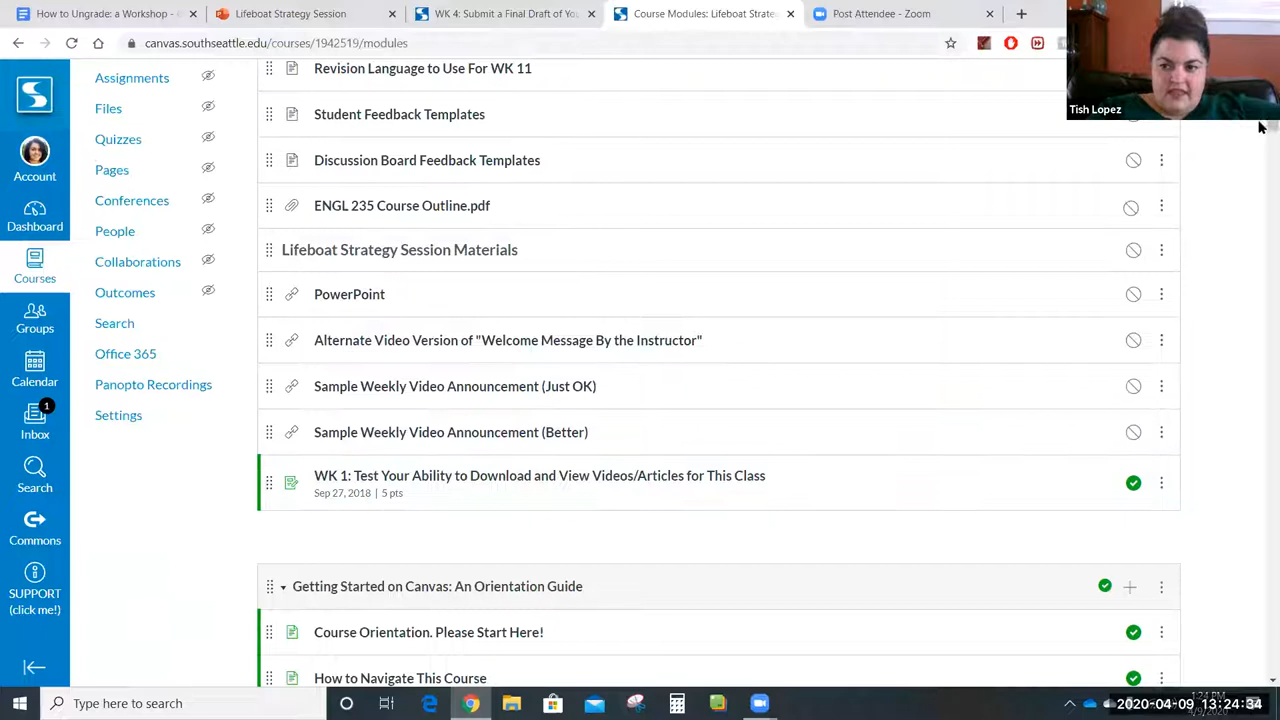 How to Ungrade: a Workshop -
Lifeboat Strategy Session
WK 4: Submit a Final Draft of Yo
Course Modules: Lifeboat Strate
Post Attendee - Zoom
canvas.southseattle.edu/courses/1942519/modules
Tish Lopez
Account
Dashboard
Courses
Groups
Calendar
1
Inbox
Search
Commons
SUPPORT
(click me!)
Assignments
Files
Quizzes
Pages
Conferences
People
Collaborations
Outcomes
Search
Office 365
Panopto Recordings
Settings
Revision Language to Use For WK 11
Student Feedback Templates
Discussion Board Feedback Templates
ENGL 235 Course Outline.pdf
Lifeboat Strategy Session Materials
PowerPoint
Alternate Video Version of "Welcome Message By the Instructor"
Sample Weekly Video Announcement (Just OK)
Sample Weekly Video Announcement (Better)
WK 1: Test Your Ability to Download and View Videos/Articles for This Class
Sep 27, 2018 | 5 pts
Getting Started on Canvas: An Orientation Guide
Course Orientation. Please Start Here!
How to Navigate This Course
Type here to search
1:24 PM
2020-04-09 13:24:34
4/9/2020